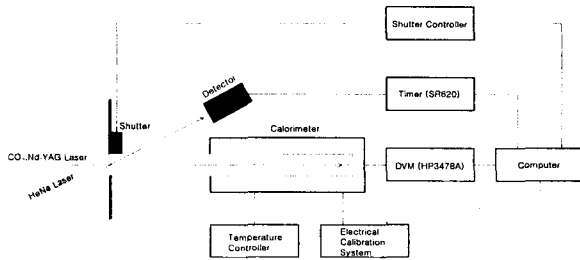 Shutter Controller
Detector
Timer (SR620)
Shutter
Calorimeter
CO₂,Nd-YAG Laser
DVM (HP3478A)
Computer
HeNe Laser
Temperature
Controller
Electrical
Calibration
System